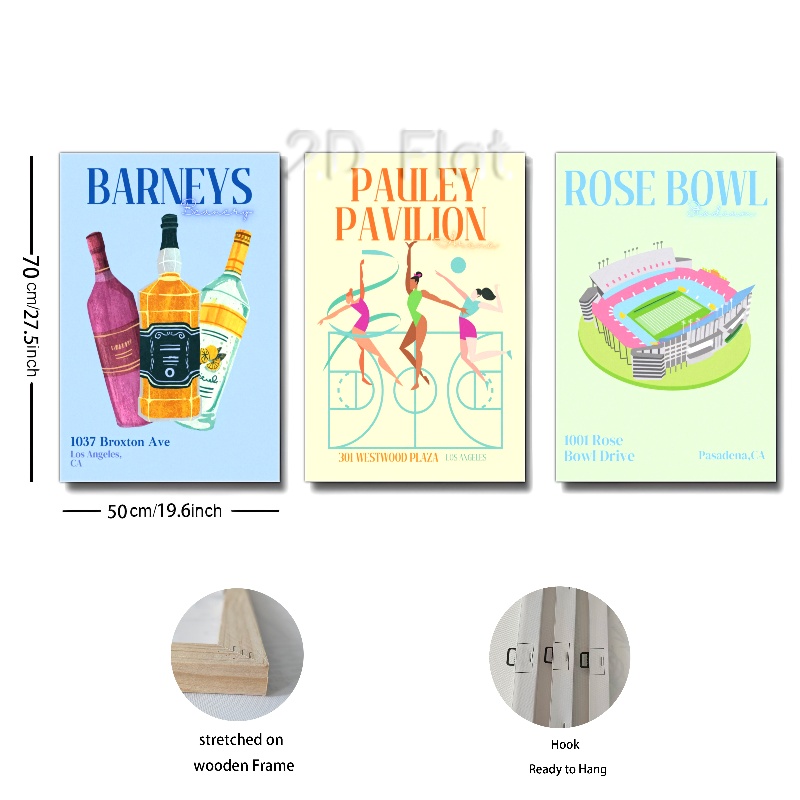 2D Flat
BARNEYS
Beanery
PAULEY
PAVILION
ROSE BOWL
Stadium
70cm/27.5inch
1037 Broxton Ave
Los Angeles,
CA
301 WESTWOOD PLAZA LOS ANGELES
1001 Rose
Bowl Drive
Pasadena,CA
50cm/19.6inch
stretched on
wooden Frame
Hook
Ready to Hang